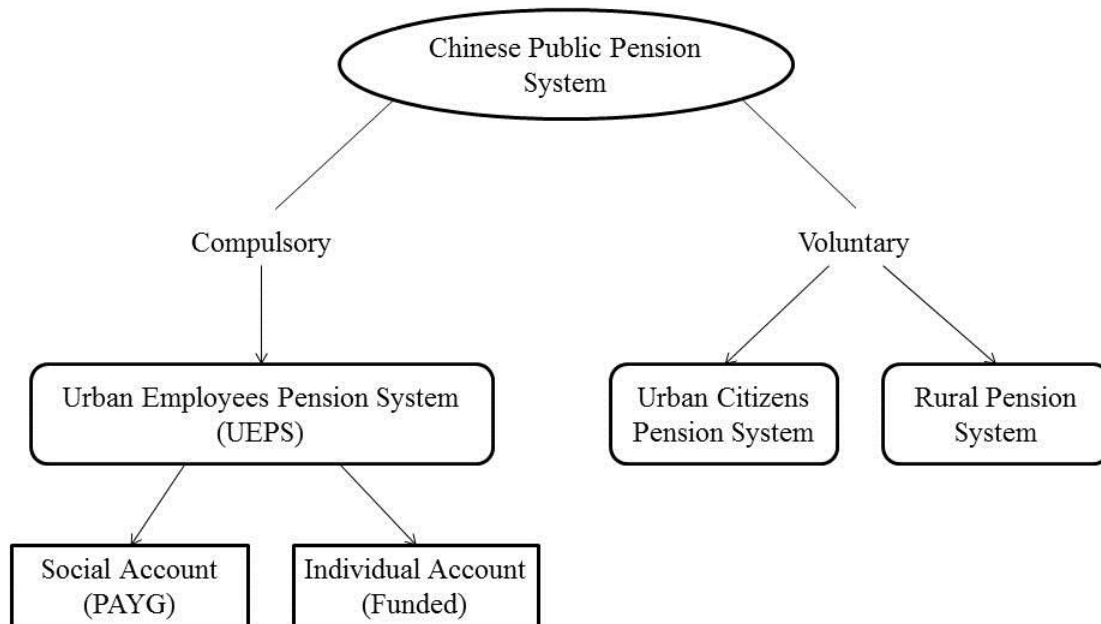 Chinese Public Pension
System
Compulsory
Voluntary
Urban Employees Pension System
(UEPS)
Urban Citizens
Pension System
Rural Pension
System
Social Account
(PAYG)
Individual Account
(Funded)